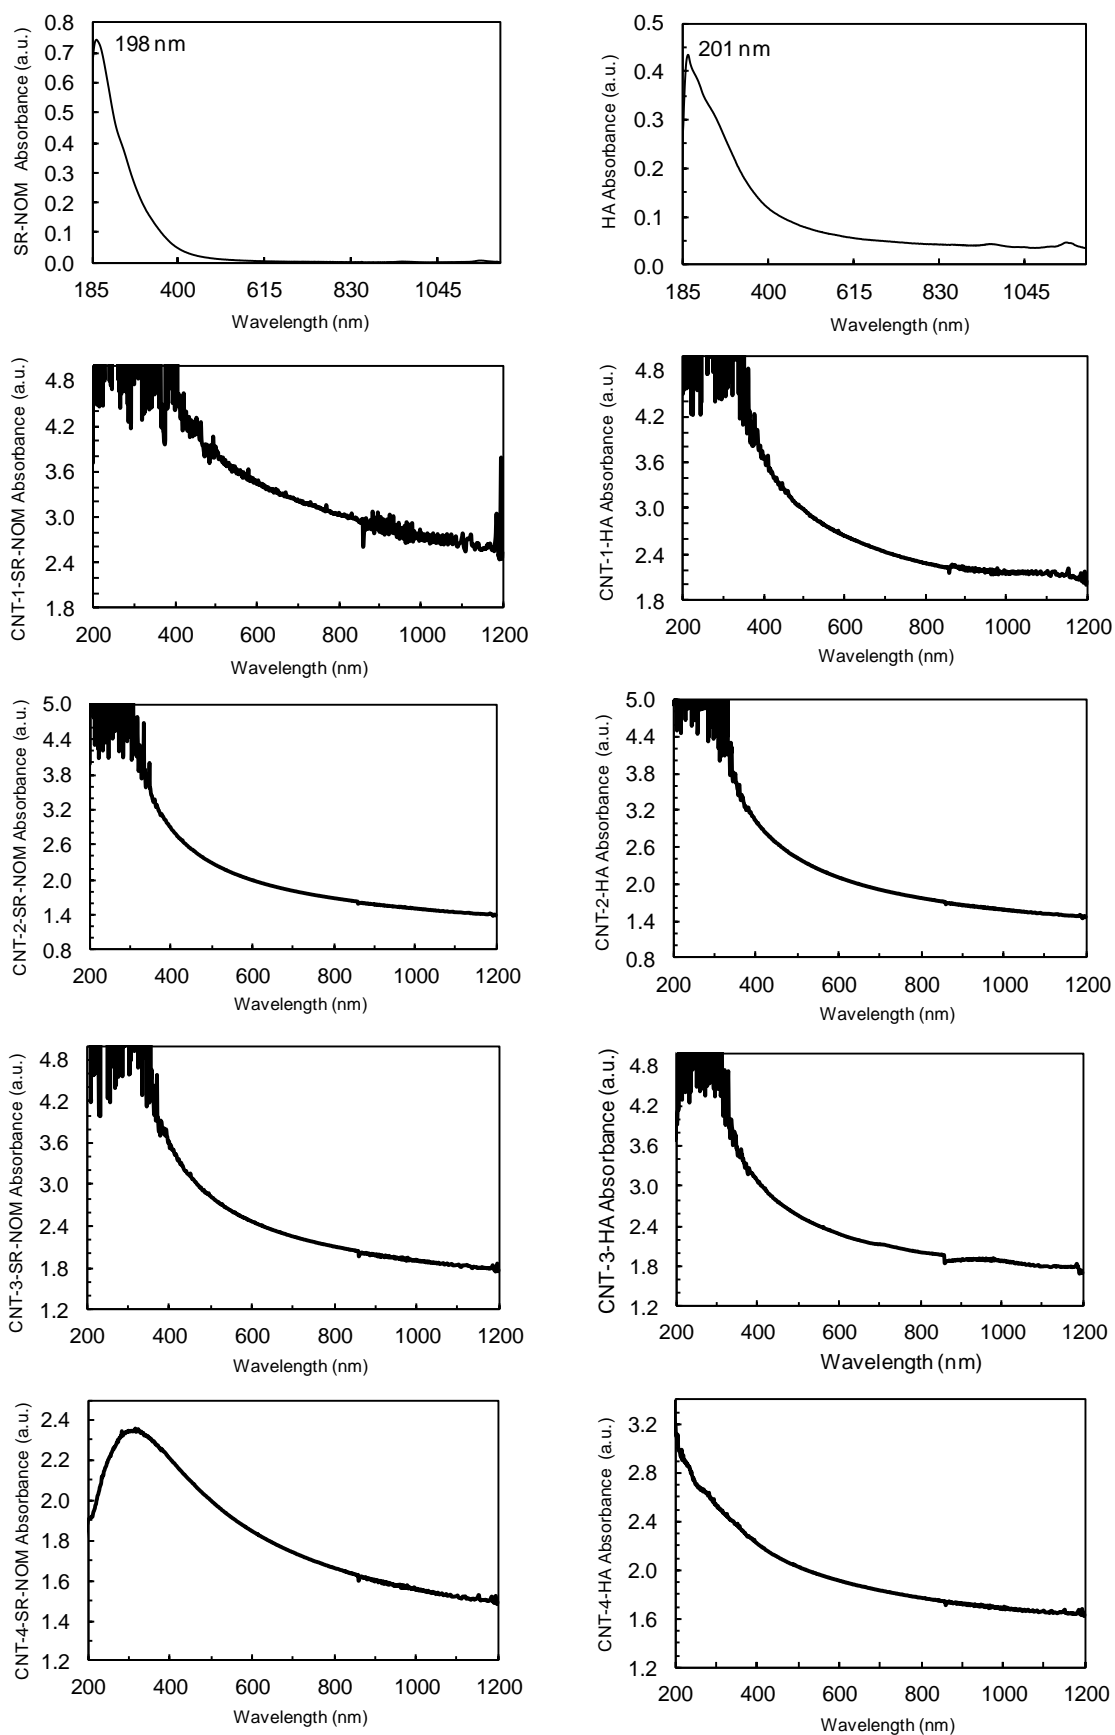 SR-NOM Absorbance (a.u.)
0.8
0.7
0.6
0.5
0.4
0.3
0.2
0.1
0.0
198 nm
185 400 615 830 1045
Wavelength (nm)
HA Absorbance (a.u.)
0.5
0.4
0.3
0.2
0.1
0.0
201 nm
185 400 615 830 1045
Wavelength (nm)
CNT-1-SR-NOM Absorbance (a.u.)
4.8
4.2
3.6
3.0
2.4
1.8
200 400 600 800 1000 1200
Wavelength (nm)
CNT-1-HA Absorbance (a.u.)
4.8
4.2
3.6
3.0
2.4
1.8
200 400 600 800 1000 1200
Wavelength (nm)
CNT-2-SR-NOM Absorbance (a.u.)
5.0
4.4
3.8
3.2
2.6
2.0
1.4
0.8
200 400 600 800 1000 1200
Wavelength (nm)
CNT-2-HA Absorbance (a.u.)
5.0
4.4
3.8
3.2
2.6
2.0
1.4
0.8
200 400 600 800 1000 1200
Wavelength (nm)
CNT-3-SR-NOM Absorbance (a.u.)
4.8
4.2
3.6
3.0
2.4
1.8
1.2
200 400 600 800 1000 1200
Wavelength (nm)
CNT-3-HA Absorbance (a.u.)
4.8
4.2
3.6
3.0
2.4
1.8
1.2
200 400 600 800 1000 1200
Wavelength (nm)
CNT-4-SR-NOM Absorbance (a.u.)
2.4
2.2
2.0
1.8
1.6
1.4
1.2
200 400 600 800 1000 1200
Wavelength (nm)
CNT-4-HA Absorbance (a.u.)
3.2
2.8
2.4
2.0
1.6
1.2
200 400 600 800 1000 1200
Wavelength (nm)